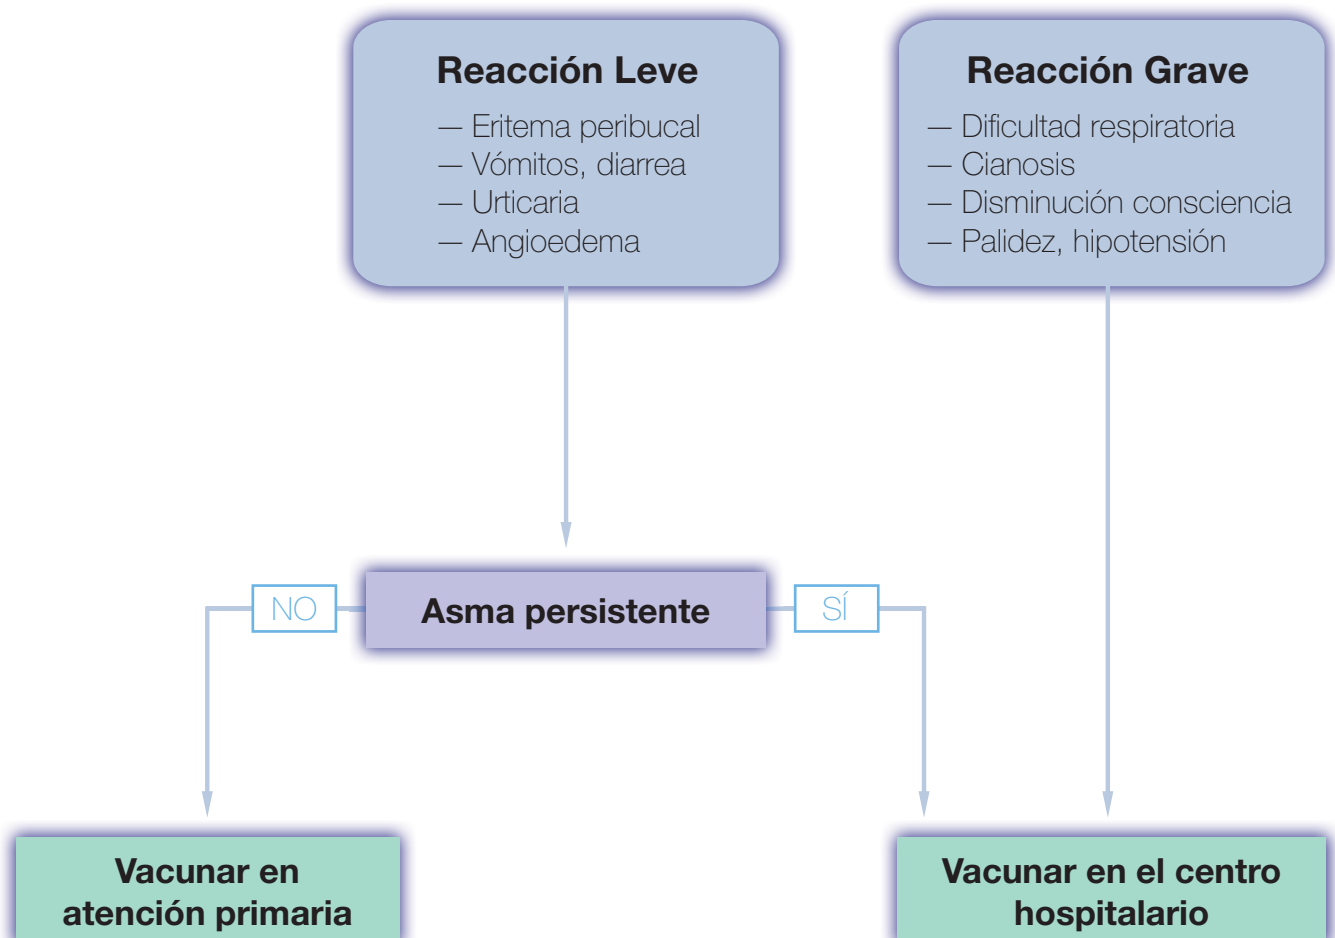 Reacción Leve
— Eritema peribucal
— Vómitos, diarrea
— Urticaria
— Angioedema
Reacción Grave
— Dificultad respiratoria
— Cianosis
— Disminución consciencia
— Palidez, hipotensión
NO
Asma persistente
SÍ
Vacunar en
atención primaria
Vacunar en el centro
hospitalario